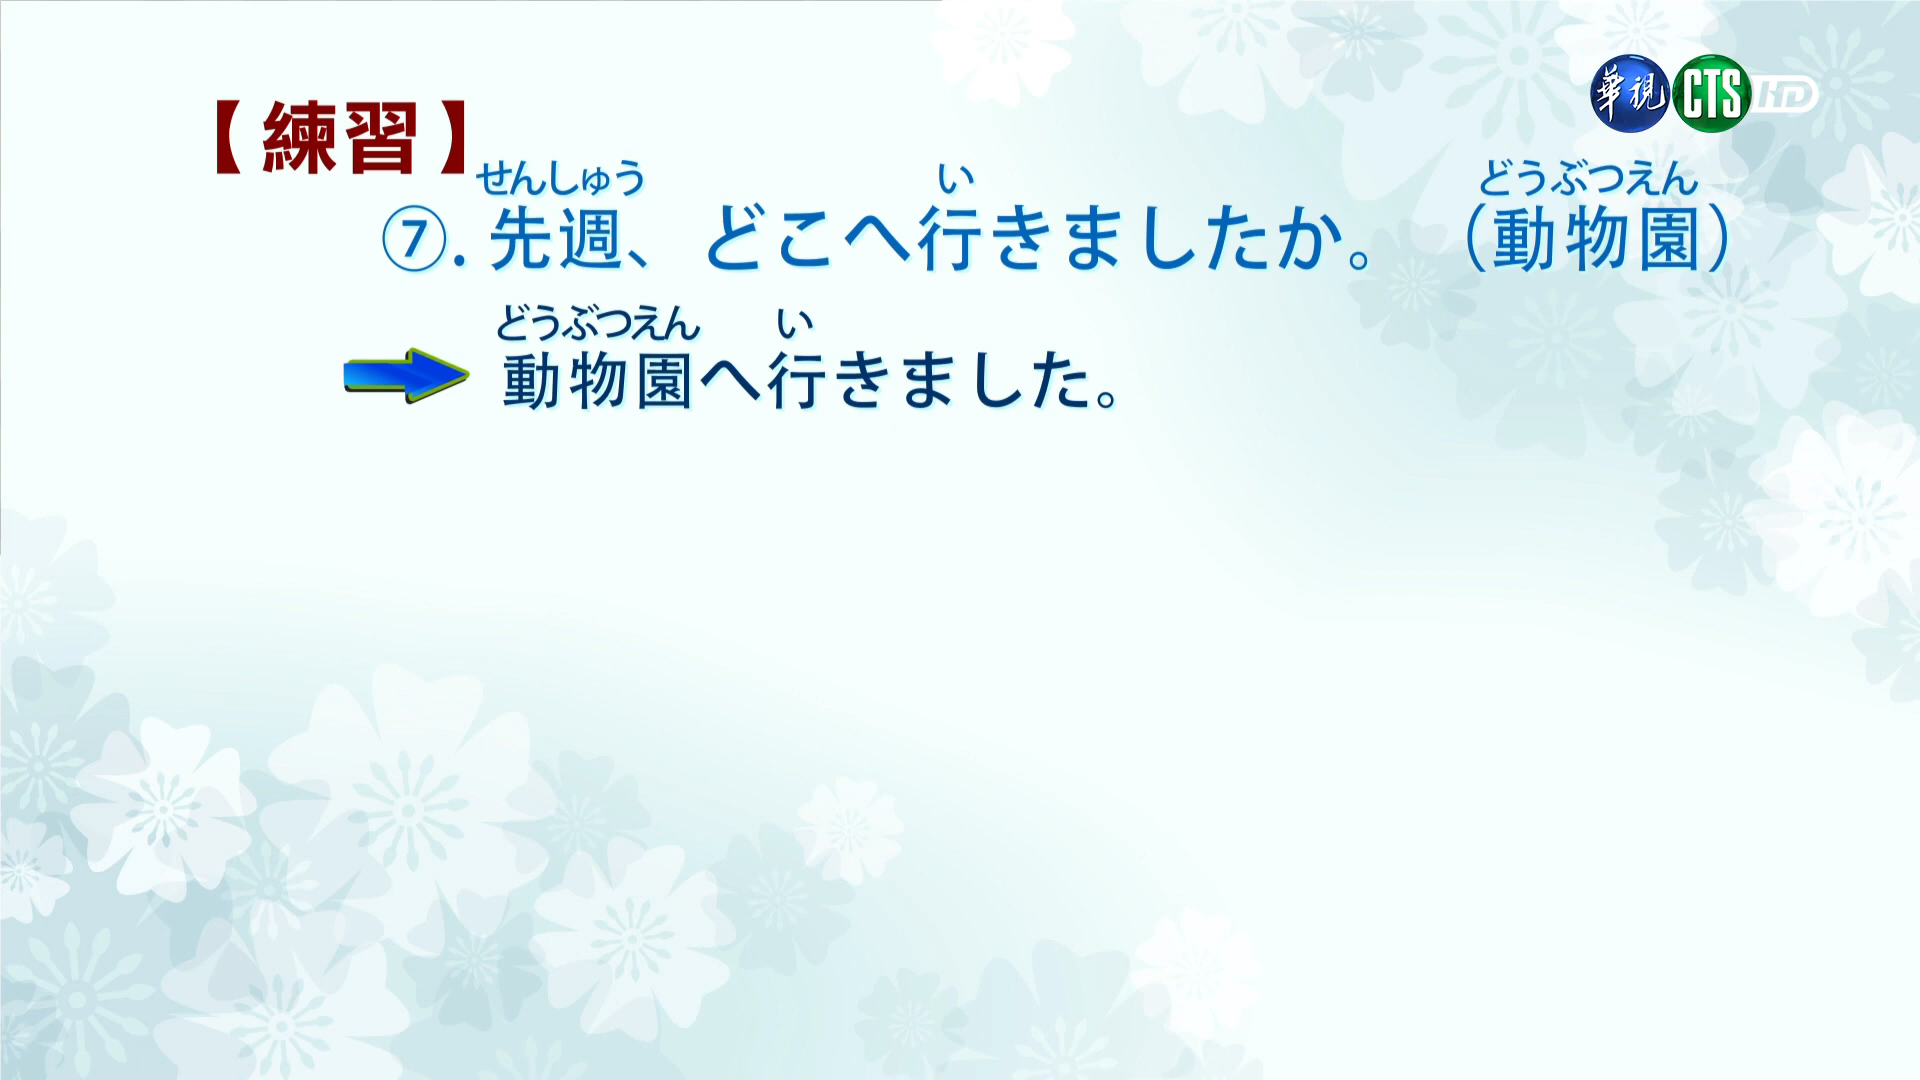 華視 CTS HD
【練習】
せんしゅう い どうぶつえん
⑦. 先週、どこへ行きましたか。 （動物園）
どうぶつえん い
動物園へ行きました。